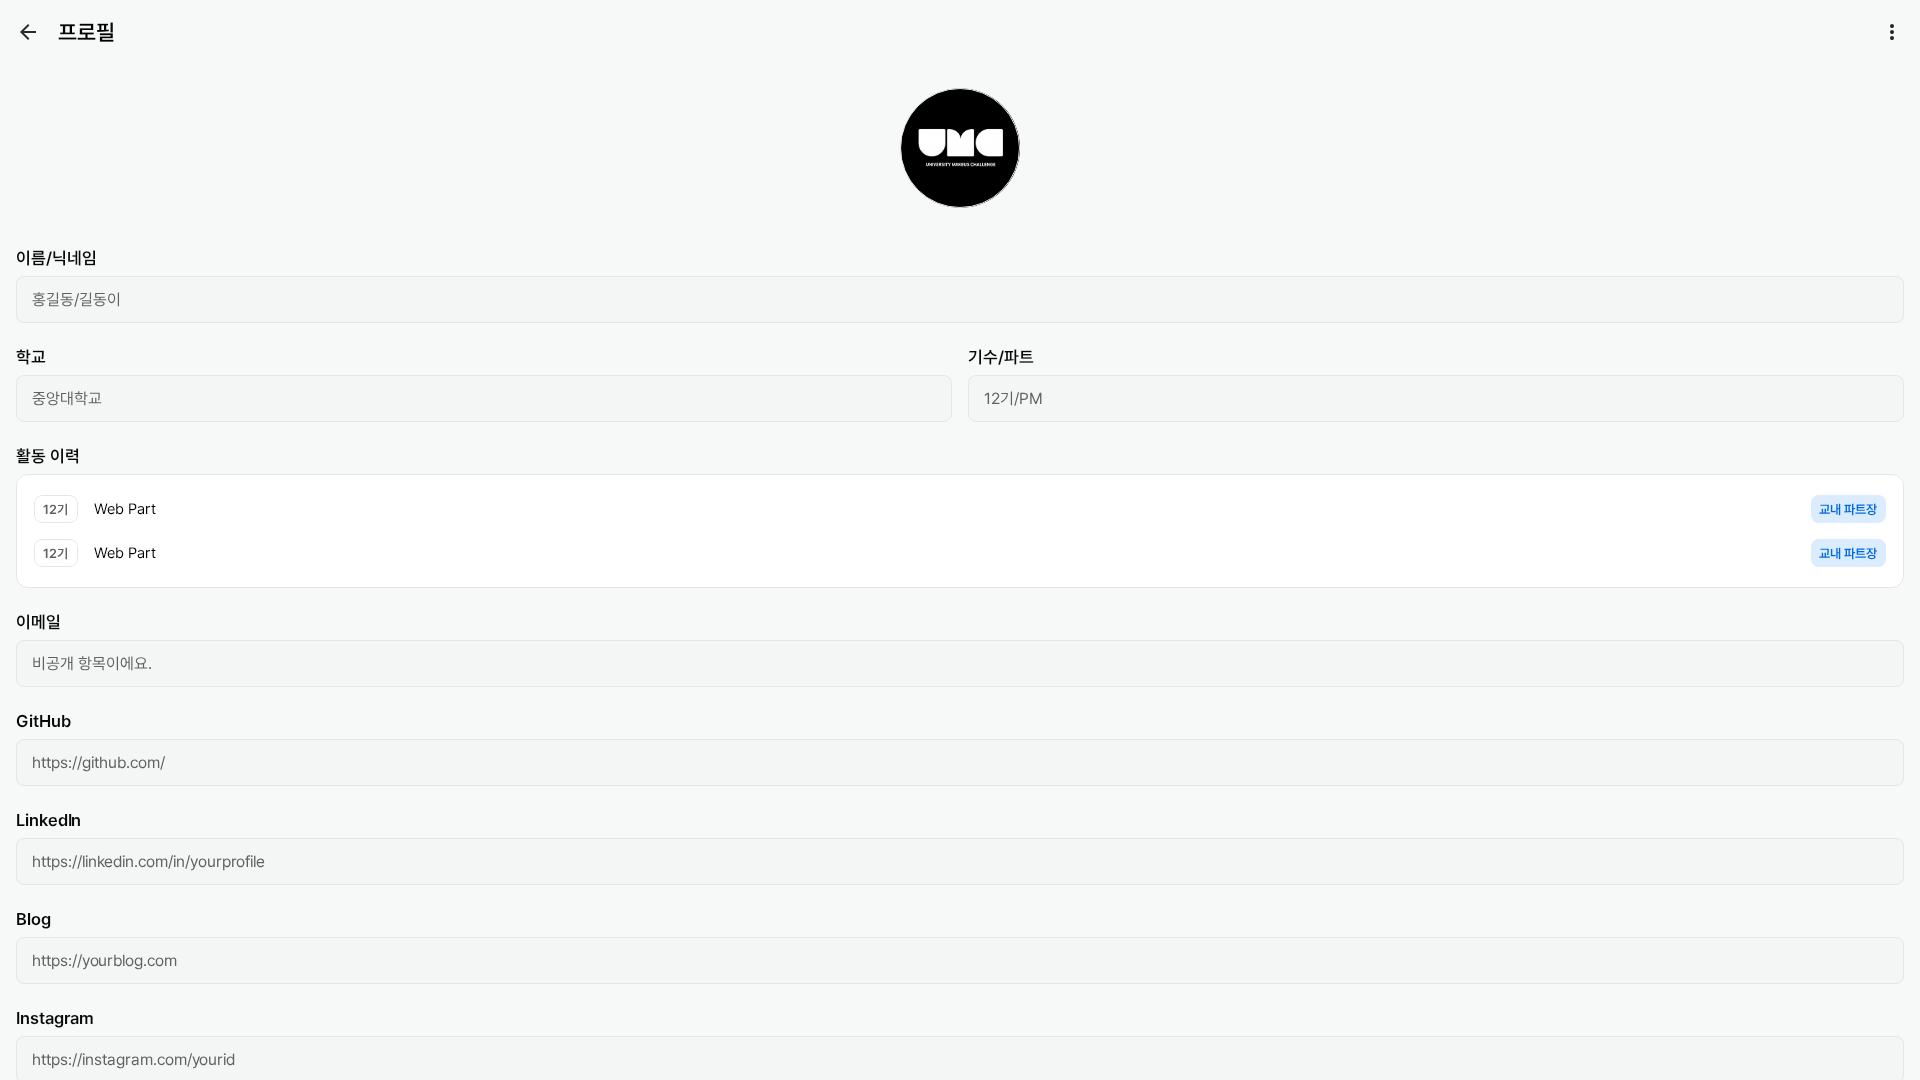 프로필
UMC
UNIVERSITY MAKEUS CHALLENGE
이름/닉네임
홍길동/길동이
학교
기수/파트
중앙대학교
12기/PM
활동 이력
12기 Web Part 교내 파트장
12기 Web Part 교내 파트장
이메일
비공개 항목이에요.
GitHub
https://github.com/
LinkedIn
https://linkedin.com/in/yourprofile
Blog
https://yourblog.com
Instagram
https://instagram.com/yourid